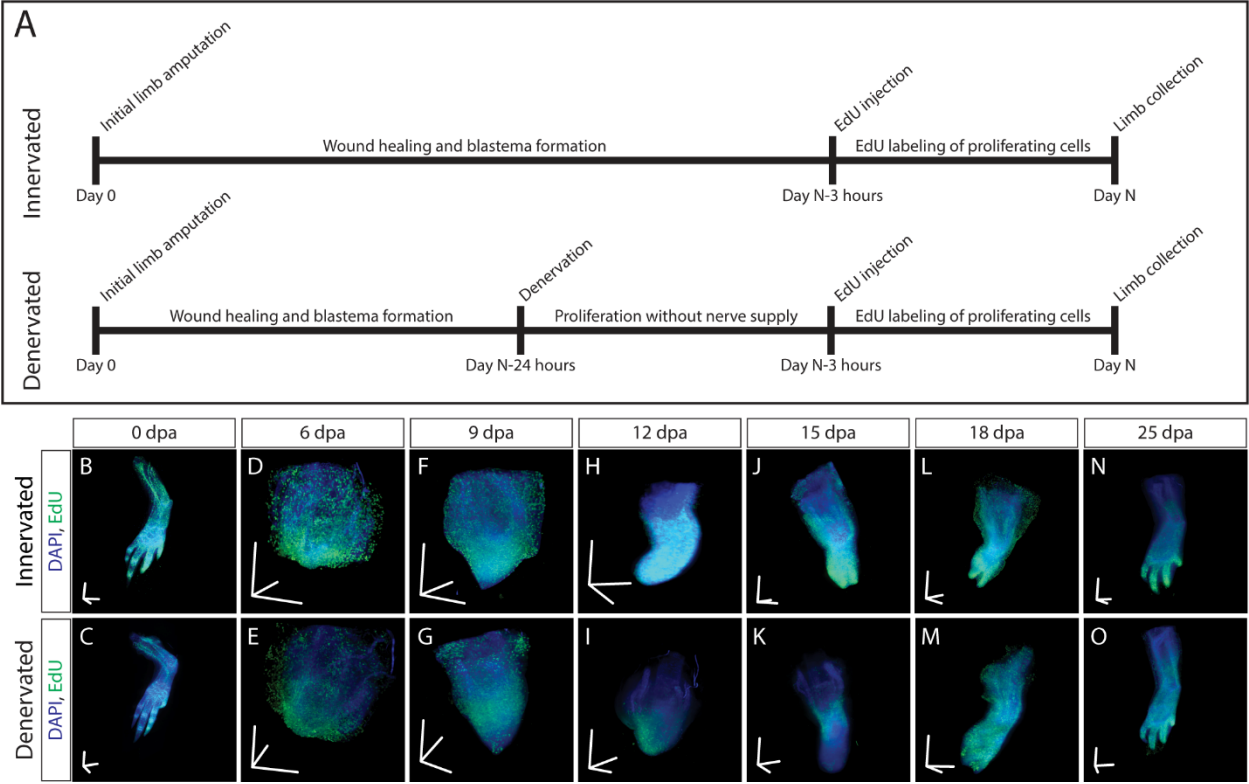 A
Innervated
Initial limb amputation
EdU injection
Limb collection
Wound healing and blastema formation
EdU labeling of proliferating cells
Day 0
Day N-3 hours
Day N
Denervated
Initial limb amputation
Denervation
EdU injection
Limb collection
Wound healing and blastema formation
Proliferation without nerve supply
EdU labeling of proliferating cells
Day 0
Day N-24 hours
Day N-3 hours
Day N
0 dpa
6 dpa
9 dpa
12 dpa
15 dpa
18 dpa
25 dpa
Innervated
DAPI, EdU
B
D
F
H
J
L
N
Denervated
DAPI, EdU
C
E
G
I
K
M
O